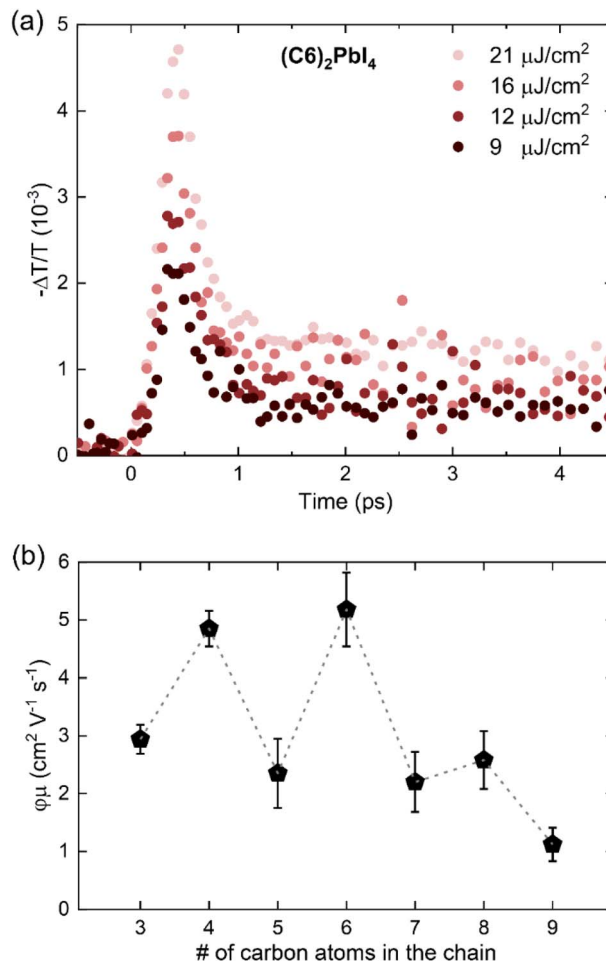 (a)
5
4
3
2
1
0
-ΔT/T (10⁻³)
(C6)₂PbI₄
21 μJ/cm²
16 μJ/cm²
12 μJ/cm²
9 μJ/cm²
0 1 2 3 4
Time (ps)
(b)
6
5
4
3
2
1
0
φμ (cm² V⁻¹ s⁻¹)
3 4 5 6 7 8 9
# of carbon atoms in the chain